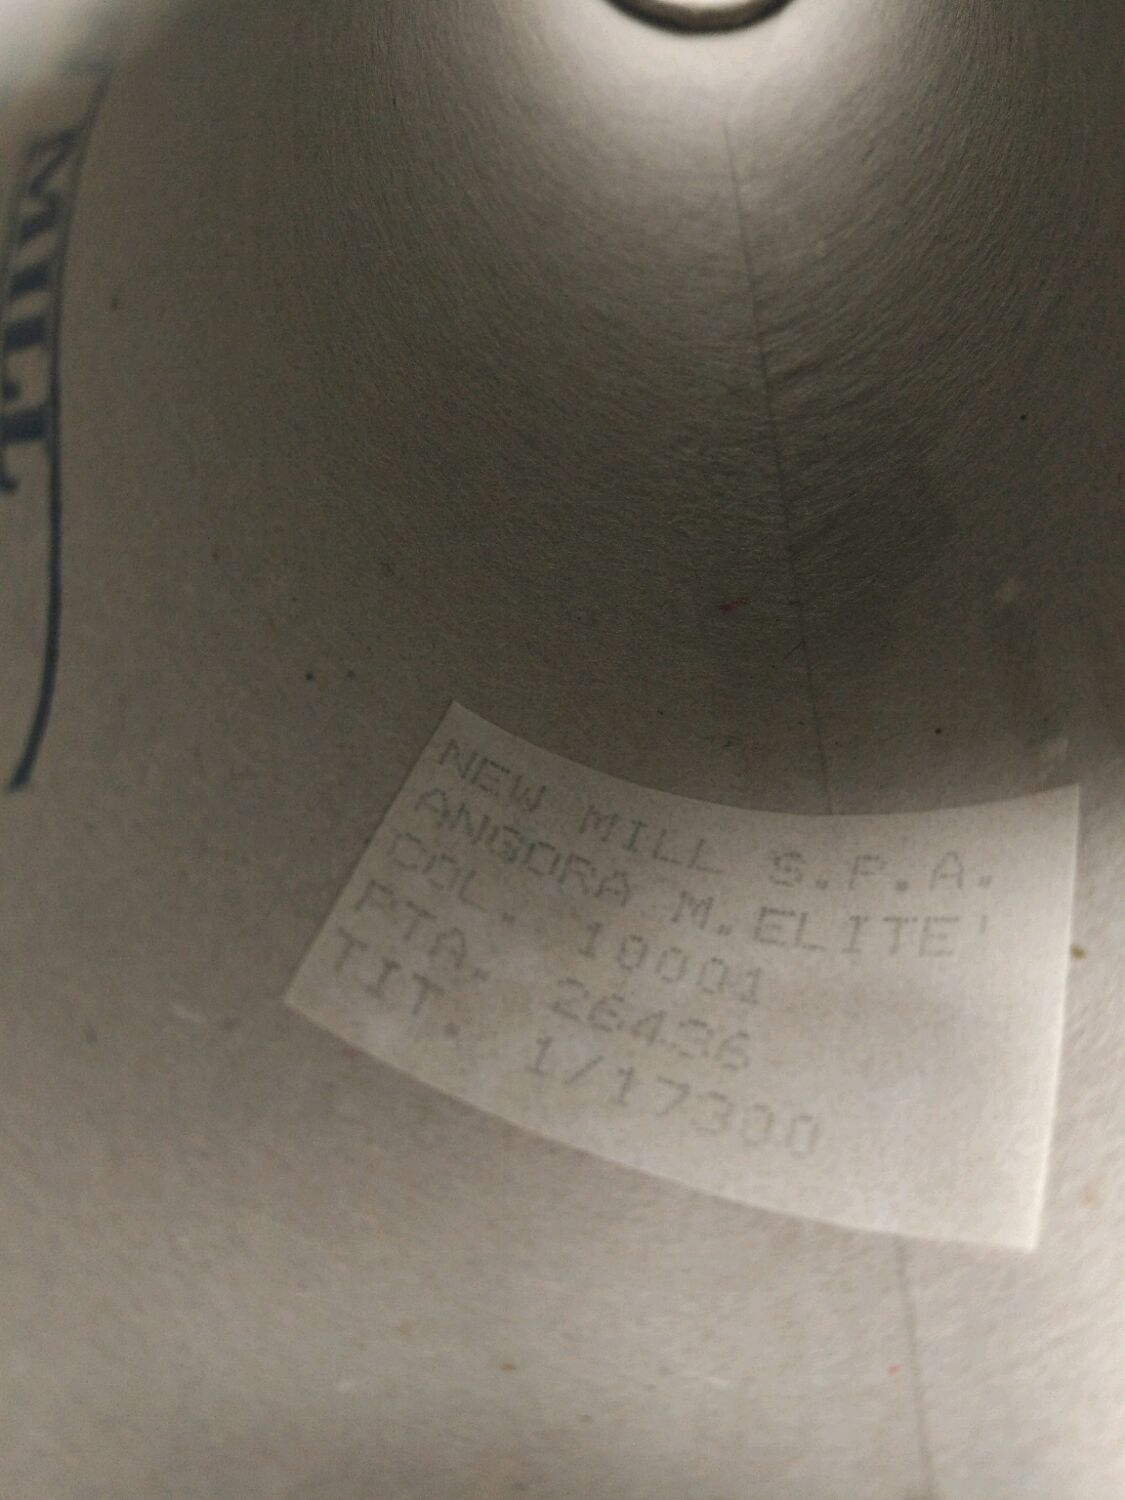 MILL
NEW MILL S.P.A.
ANGORA M.ELITE'
COL. 10001
PTA. 26436
TIT. 1/17300